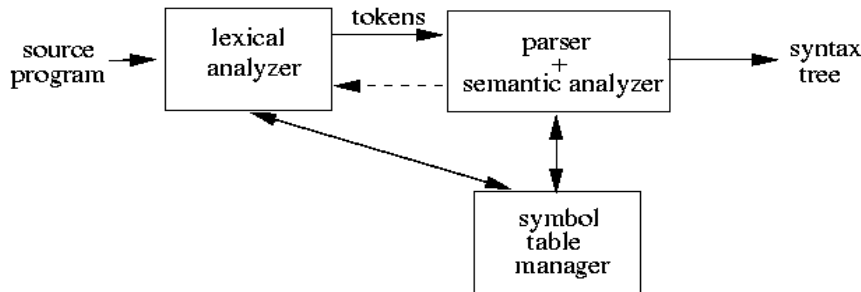 source
program
lexical
analyzer
tokens
parser
+
semantic analyzer
syntax
tree
symbol
table
manager